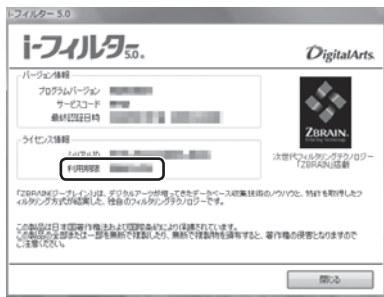 i-フィルター 5.0
i-フィルター 5.0.
DigitalArts.
バージョン情報
プログラムバージョン
サービスコード
最終認証日時
ライセンス情報
シリアルID
利用期限
ZBRAIN.
次世代フィルタリングテクノロジー
「ZBRAIN」搭載
「ZBRAIN(ジーブレイン)」は、デジタルアーツが培ってきたデータベース収集技術のノウハウと、特許を取得したフ
ィルタリング方式が結実した、独自のフィルタリングテクノロジーです。
この製品は日本国著作権法および国際条約により保護されています。
この製品の全部または一部を無断で複製したり、無断で複製物を頒布すると、著作権の侵害となりますので
ご注意ください。
閉じる